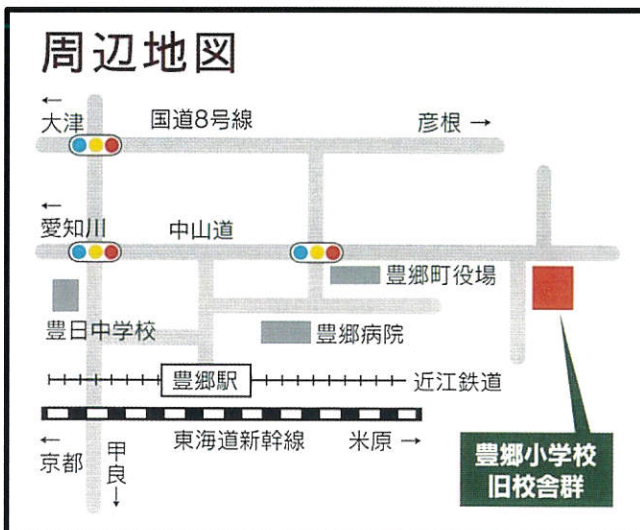 周辺地図
←
大津
国道8号線
彦根 →
←
愛知川
中山道
豊郷町役場
豊日中学校
豊郷病院
豊郷駅
近江鉄道
東海道新幹線
米原 →
←
京都
甲良
↓
豊郷小学校
旧校舎群